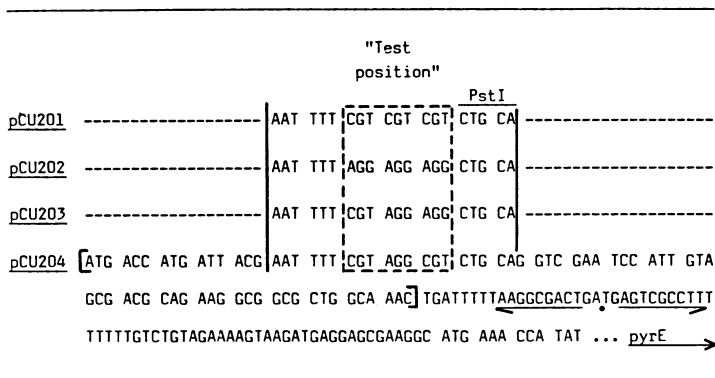 "Test
position"
PstI
pCU201 ------------------ AAT TTT CGT CGT CGT CTG CA ------------------
pCU202 ------------------ AAT TTT AGG AGG AGG CTG CA ------------------
pCU203 ------------------ AAT TTT CGT AGG AGG CTG CA ------------------
pCU204 [ATG ACC ATG ATT ACG AAT TTT CGT AGG CGT CTG CAG GTC GAA TCC ATT GTA
GCG ACG CAG AAG GCG GCG CTG GCA AAC] TGATTTTTAAGGCGACTGATGAGTCGCCTTT
TTTTTGTCTGTAGAAAAGTAAGATGAGGAGCGAAGGC ATG AAA CCA TAT ... pyrE